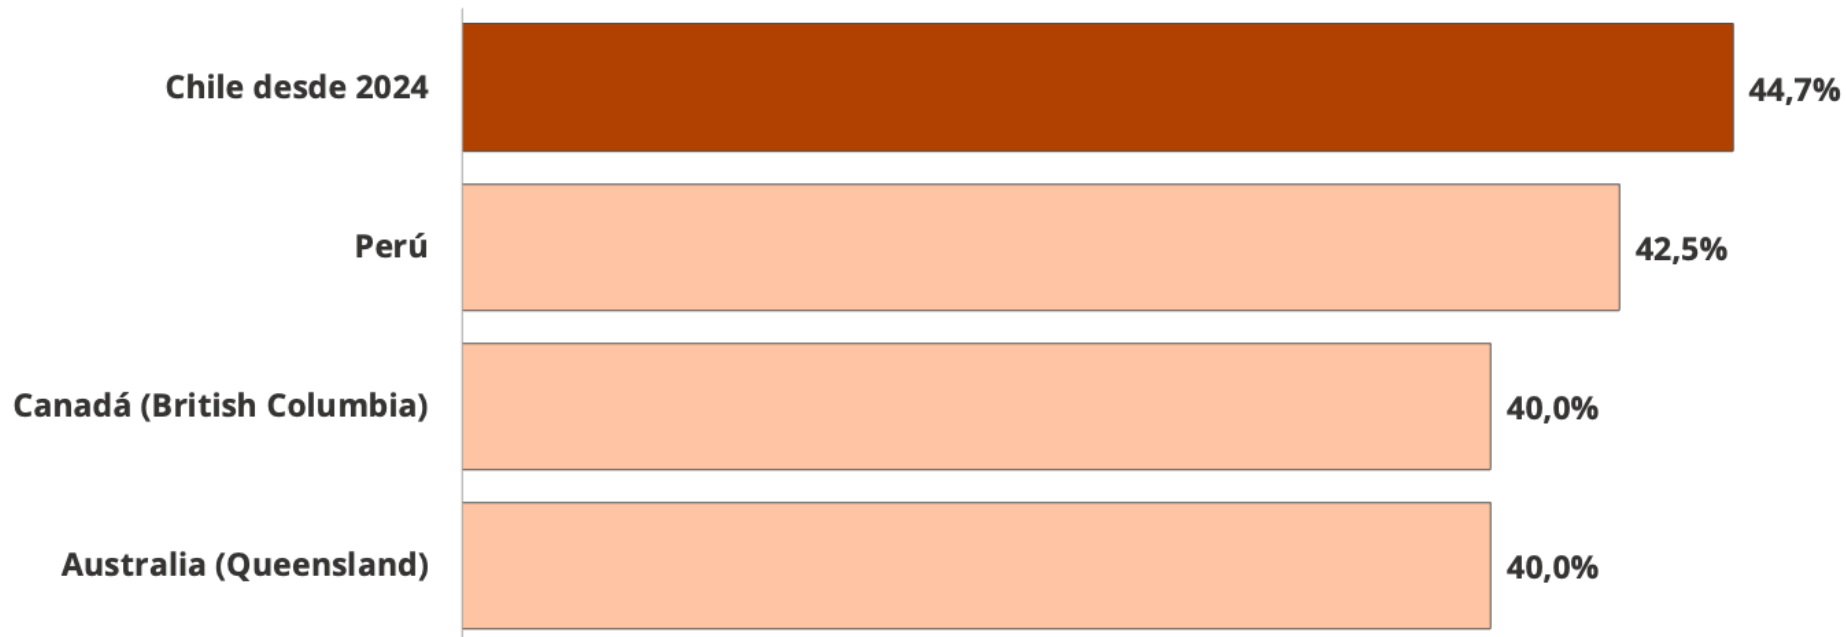 Chile desde 2024 44,7%
Perú 42,5%
Canadá (British Columbia) 40,0%
Australia (Queensland) 40,0%